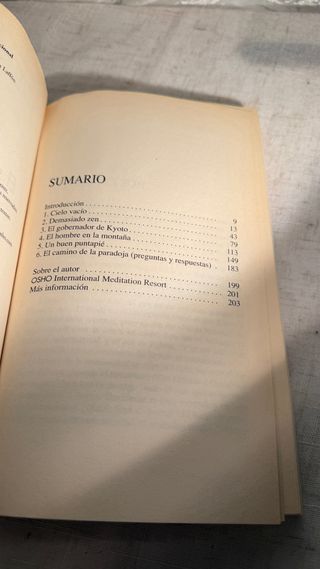 SUMARIO
Introducción . . . . . . . . . . . . . . . . . . . . . . . . . . . . 9
1. Cielo vacío . . . . . . . . . . . . . . . . . . . . . . . . . . . . 13
2. Demasiado zen . . . . . . . . . . . . . . . . . . . . . . . . . . 43
3. El gobernador de Kyoto . . . . . . . . . . . . . . . . . . . . 79
4. El hombre en la montaña . . . . . . . . . . . . . . . . . . . 113
5. Un buen puntapié . . . . . . . . . . . . . . . . . . . . . . . . 149
6. El camino de la paradoja (preguntas y respuestas) . . 183
Sobre el autor . . . . . . . . . . . . . . . . . . . . . . . . . . . 199
OSHO International Meditation Resort . . . . . . . . . . . 201
Más información . . . . . . . . . . . . . . . . . . . . . . . . . 203